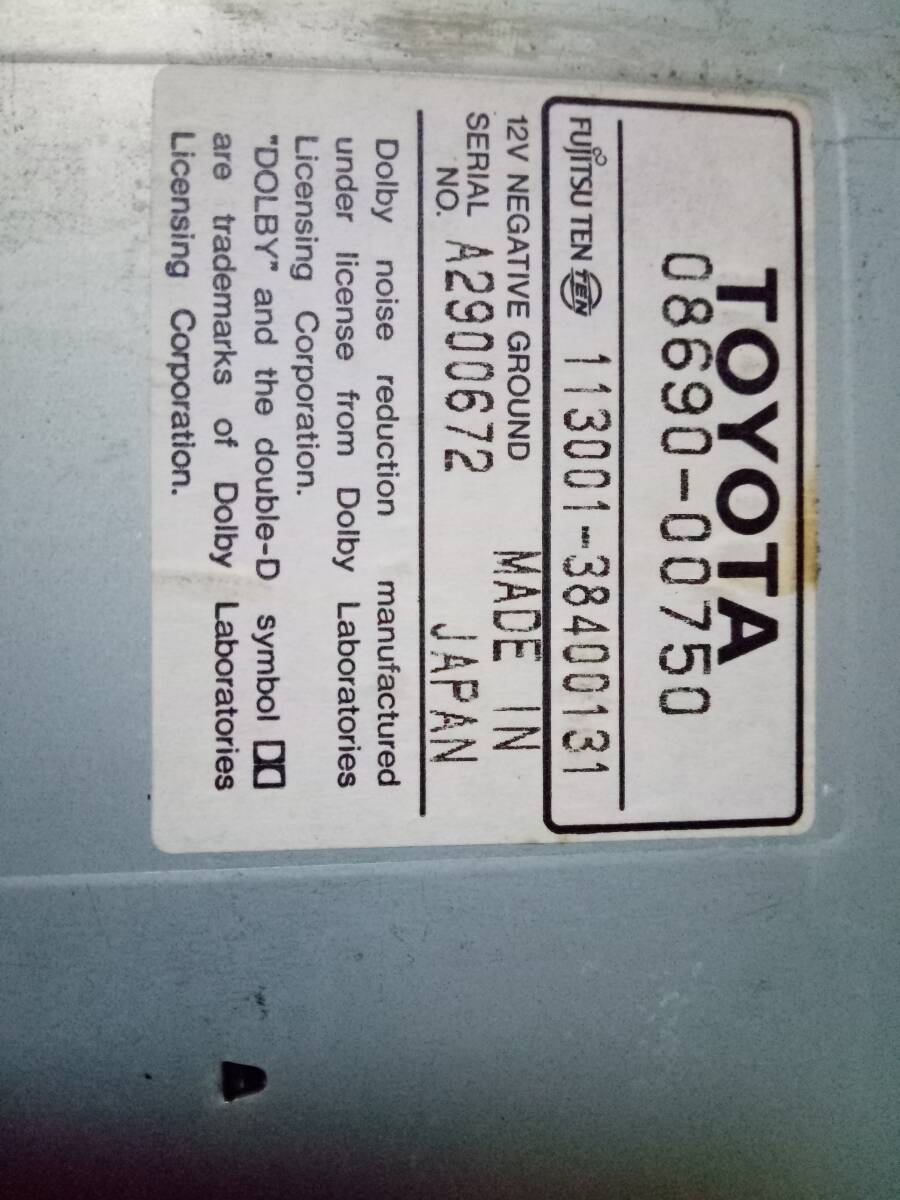 TOYOTA
08690-00750
FUJITSU TEN TEN 113001-38400131
12V NEGATIVE GROUND
SERIAL NO. A2900672
MADE IN JAPAN
Dolby noise reduction manufactured
under license from Dolby Laboratories
Licensing Corporation.
"DOLBY" and the double-D symbol
are trademarks of Dolby Laboratories
Licensing Corporation.